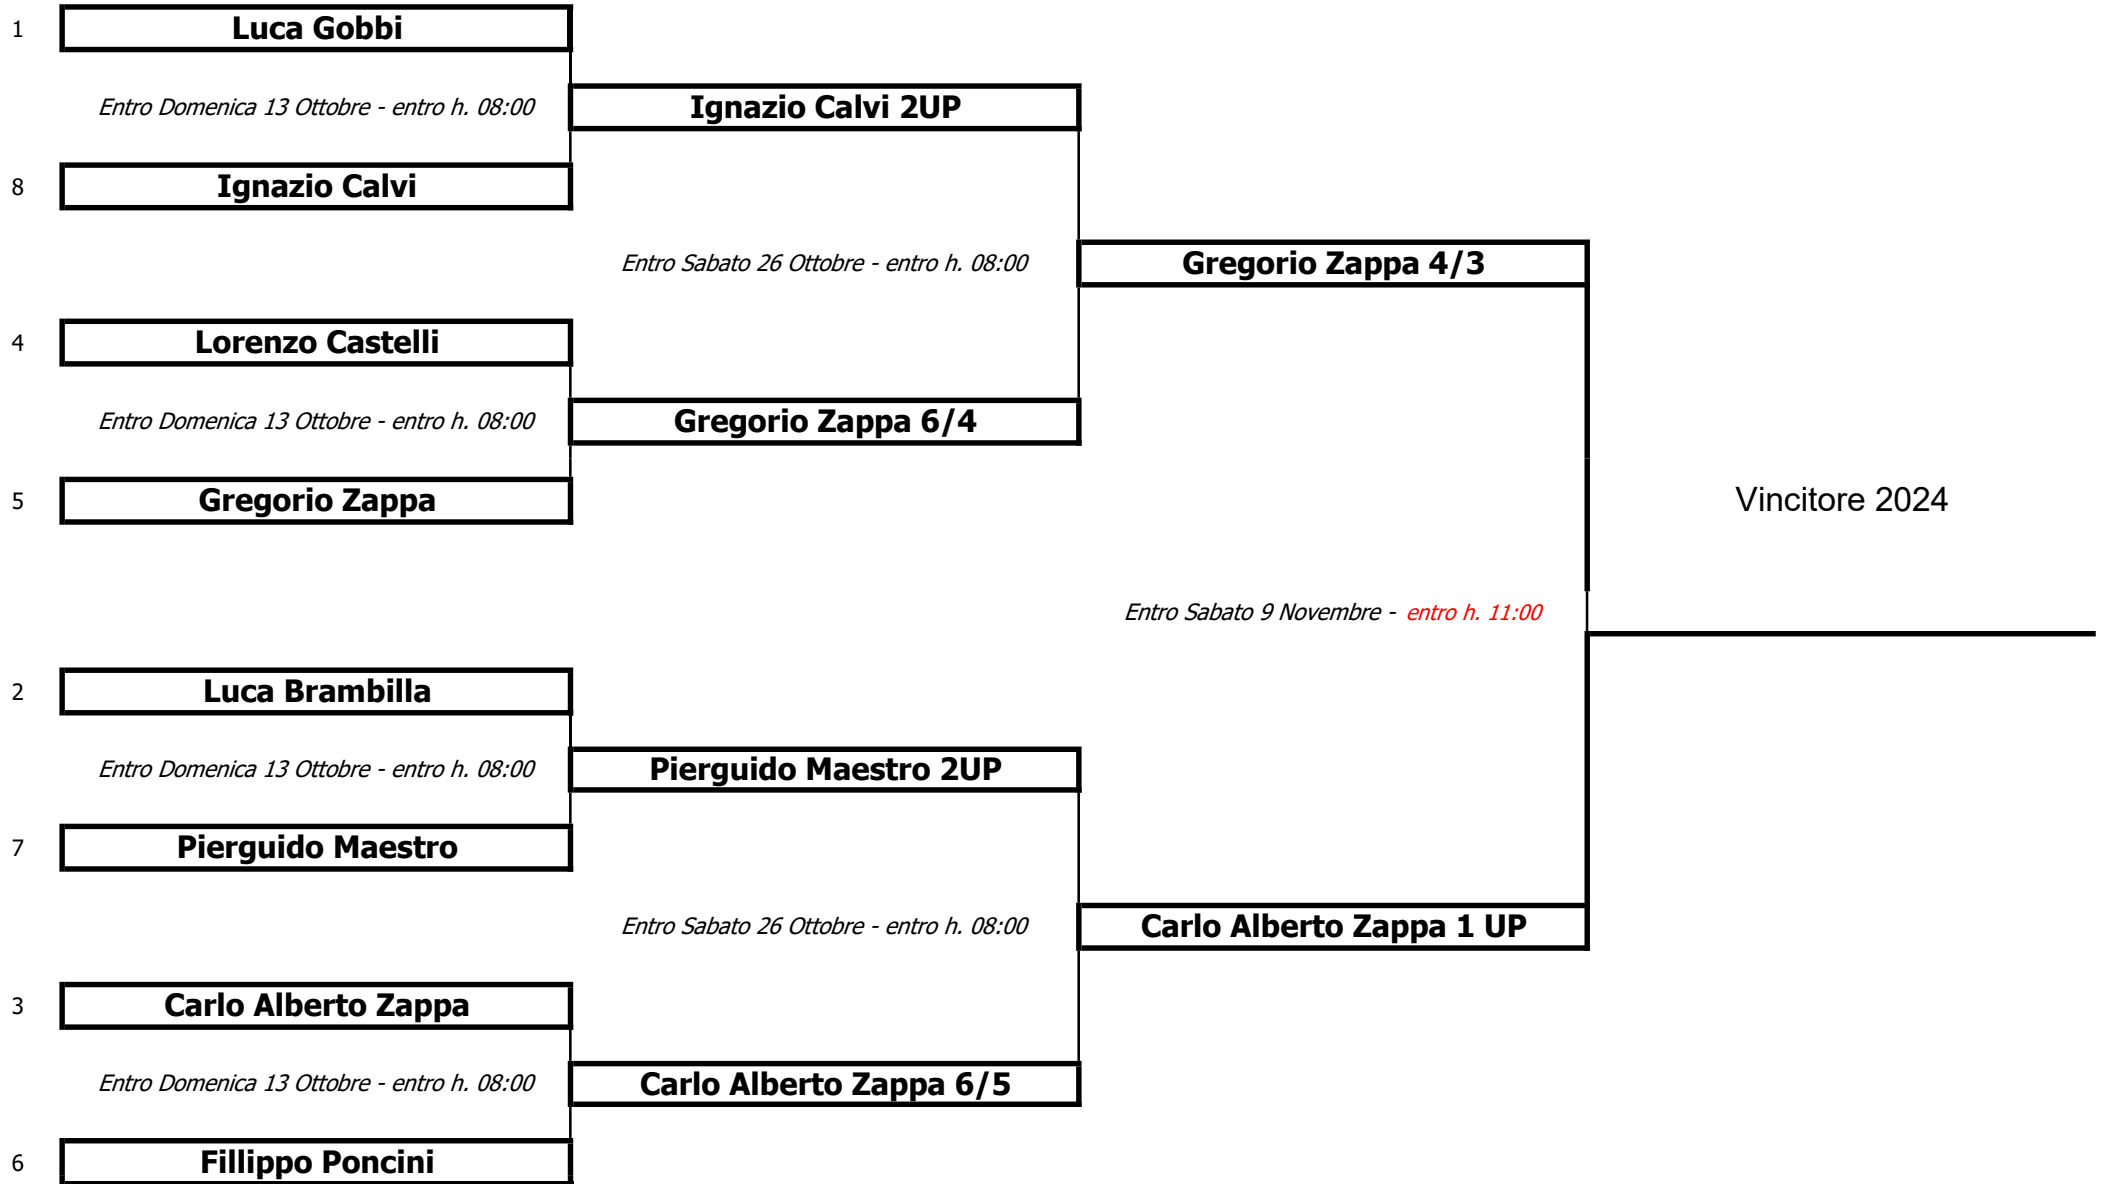 1 Luca Gobbi
Entro Domenica 13 Ottobre - entro h. 08:00 Ignazio Calvi 2UP
8 Ignazio Calvi
Entro Sabato 26 Ottobre - entro h. 08:00 Gregorio Zappa 4/3
4 Lorenzo Castelli
Entro Domenica 13 Ottobre - entro h. 08:00 Gregorio Zappa 6/4
5 Gregorio Zappa Vincitore 2024
Entro Sabato 9 Novembre - entro h. 11:00
2 Luca Brambilla
Entro Domenica 13 Ottobre - entro h. 08:00 Pierguido Maestro 2UP
7 Pierguido Maestro
Entro Sabato 26 Ottobre - entro h. 08:00 Carlo Alberto Zappa 1 UP
3 Carlo Alberto Zappa
Entro Domenica 13 Ottobre - entro h. 08:00 Carlo Alberto Zappa 6/5
6 Fillippo Poncini